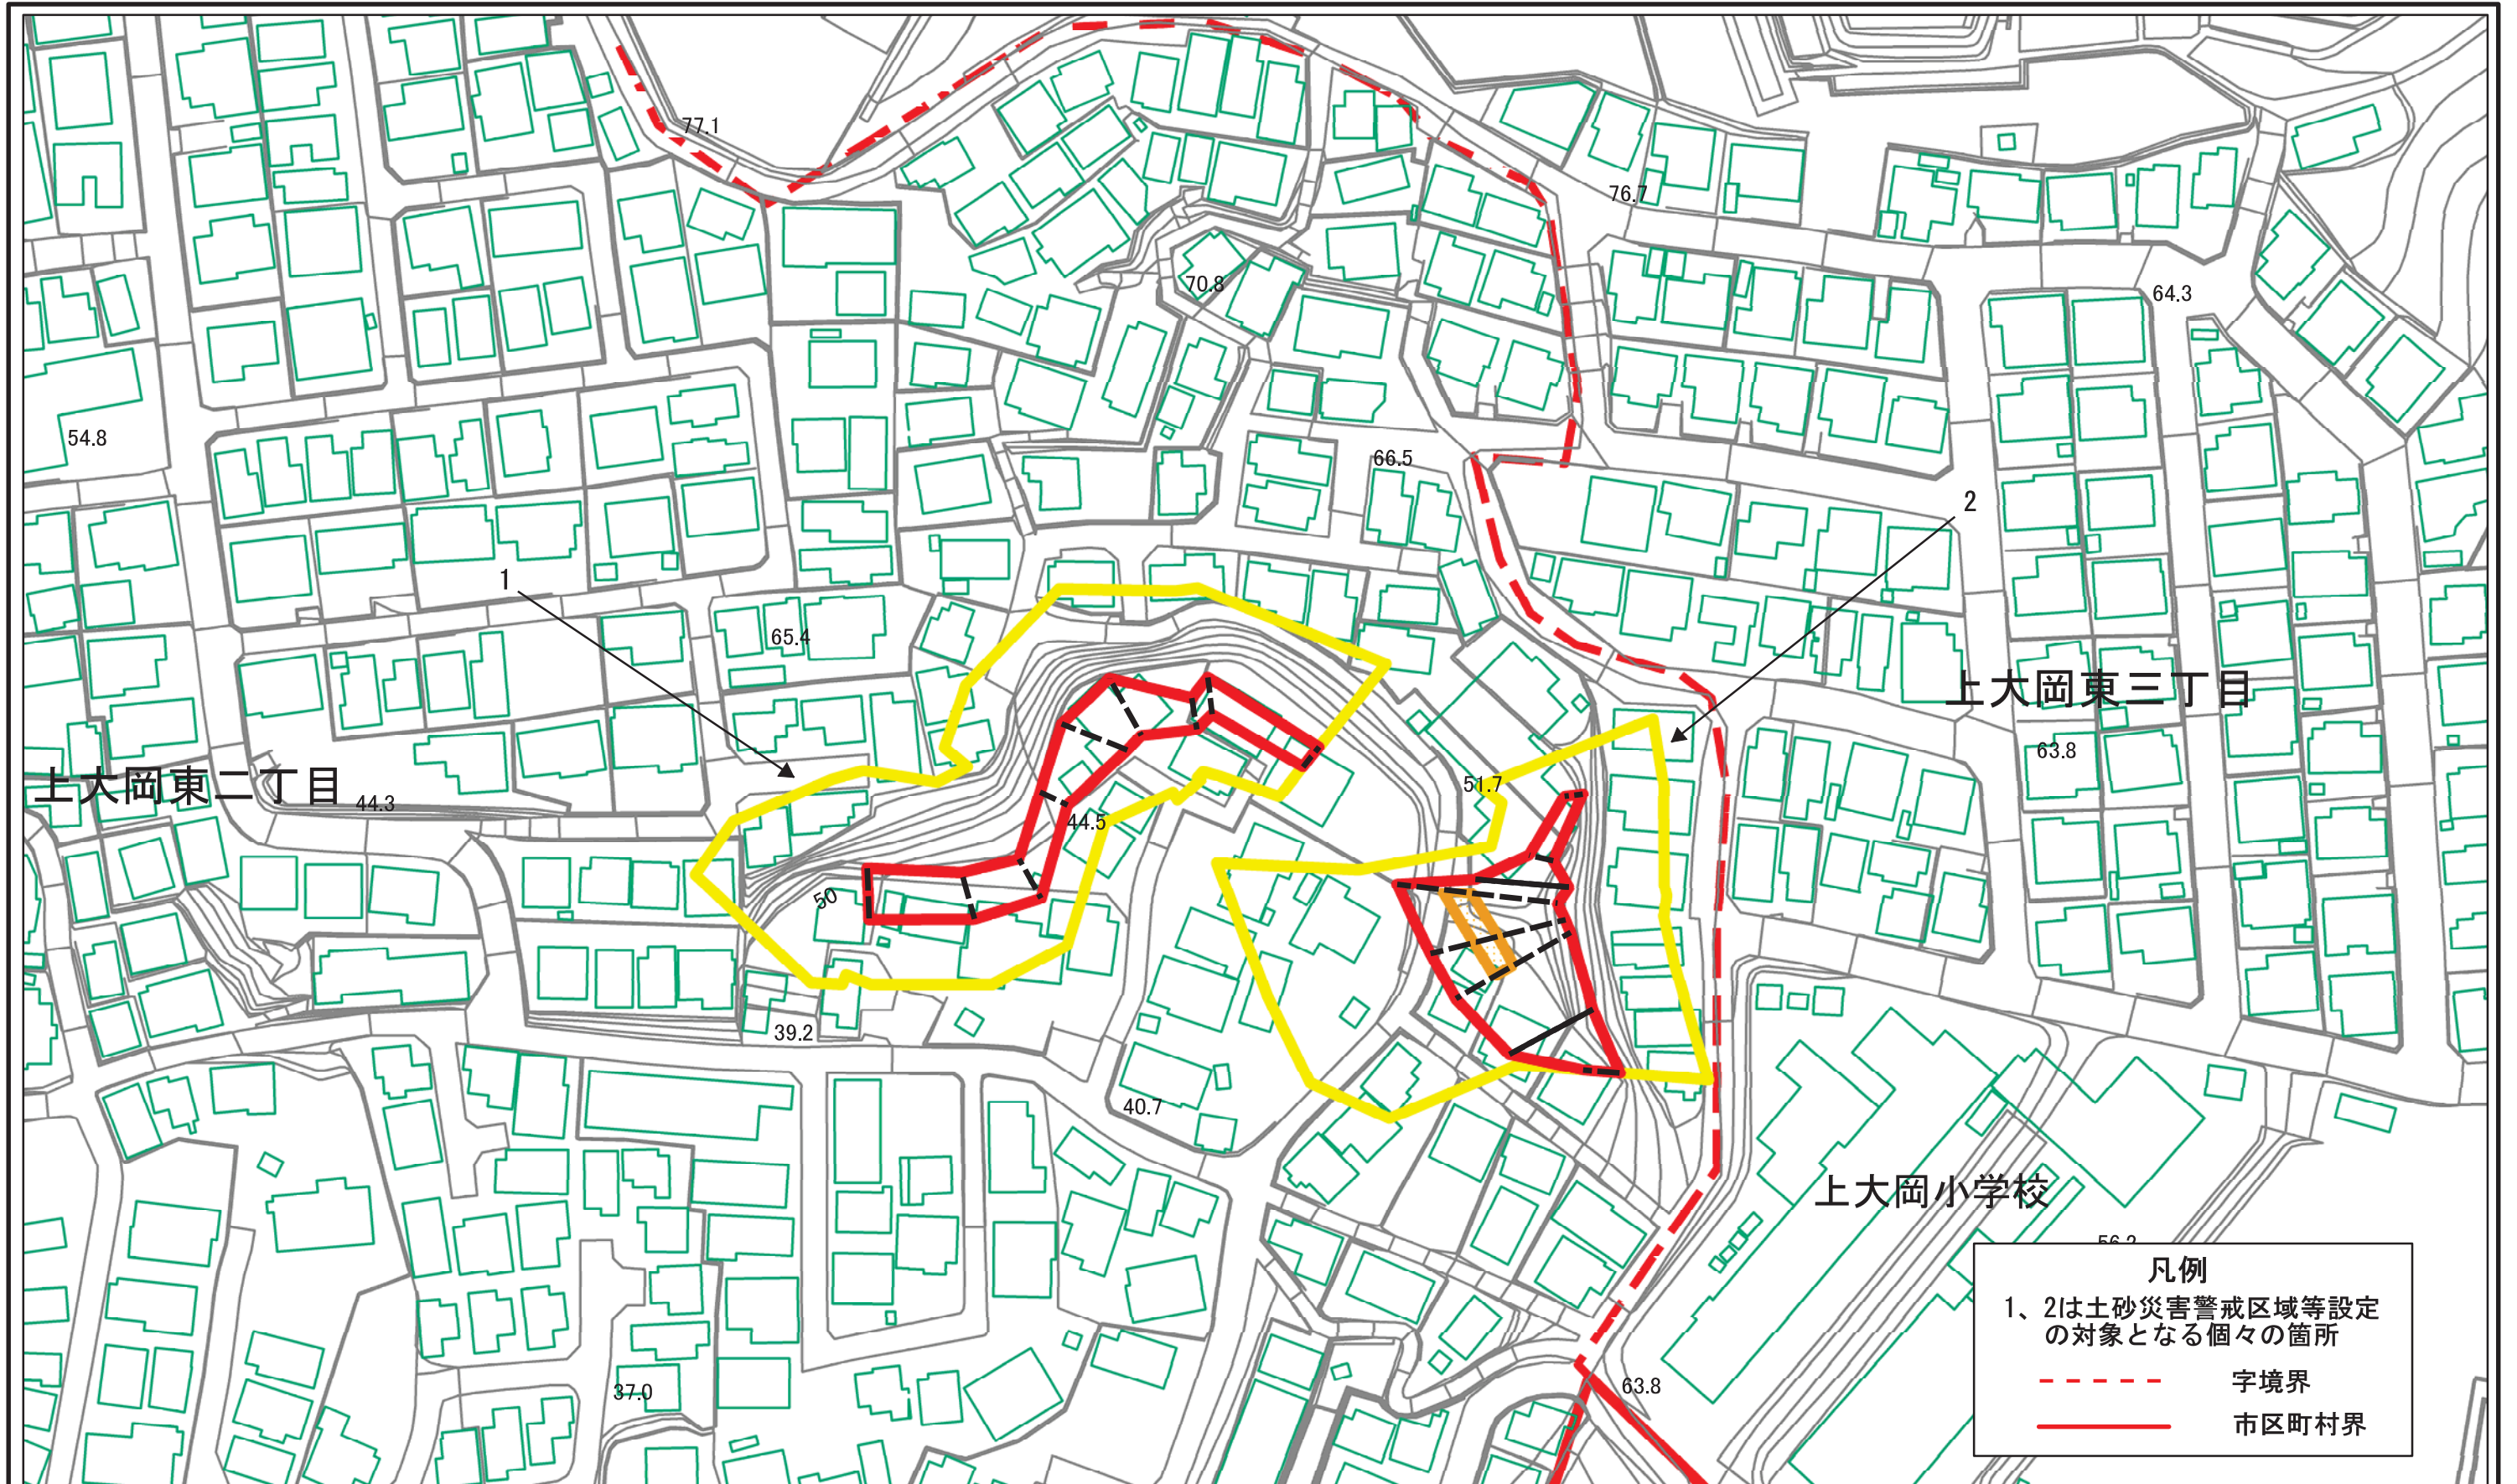 77.1
76.7
70.8
64.3
54.8
66.5
2
1
65.4
上大岡東三丁目
63.8
51.7
上大岡東二丁目
44.3
44.5
50
39.2
40.7
上大岡小学校
凡例
1、2は土砂災害警戒区域等設定
の対象となる個々の箇所
字境界
市区町村界
37.0
63.8